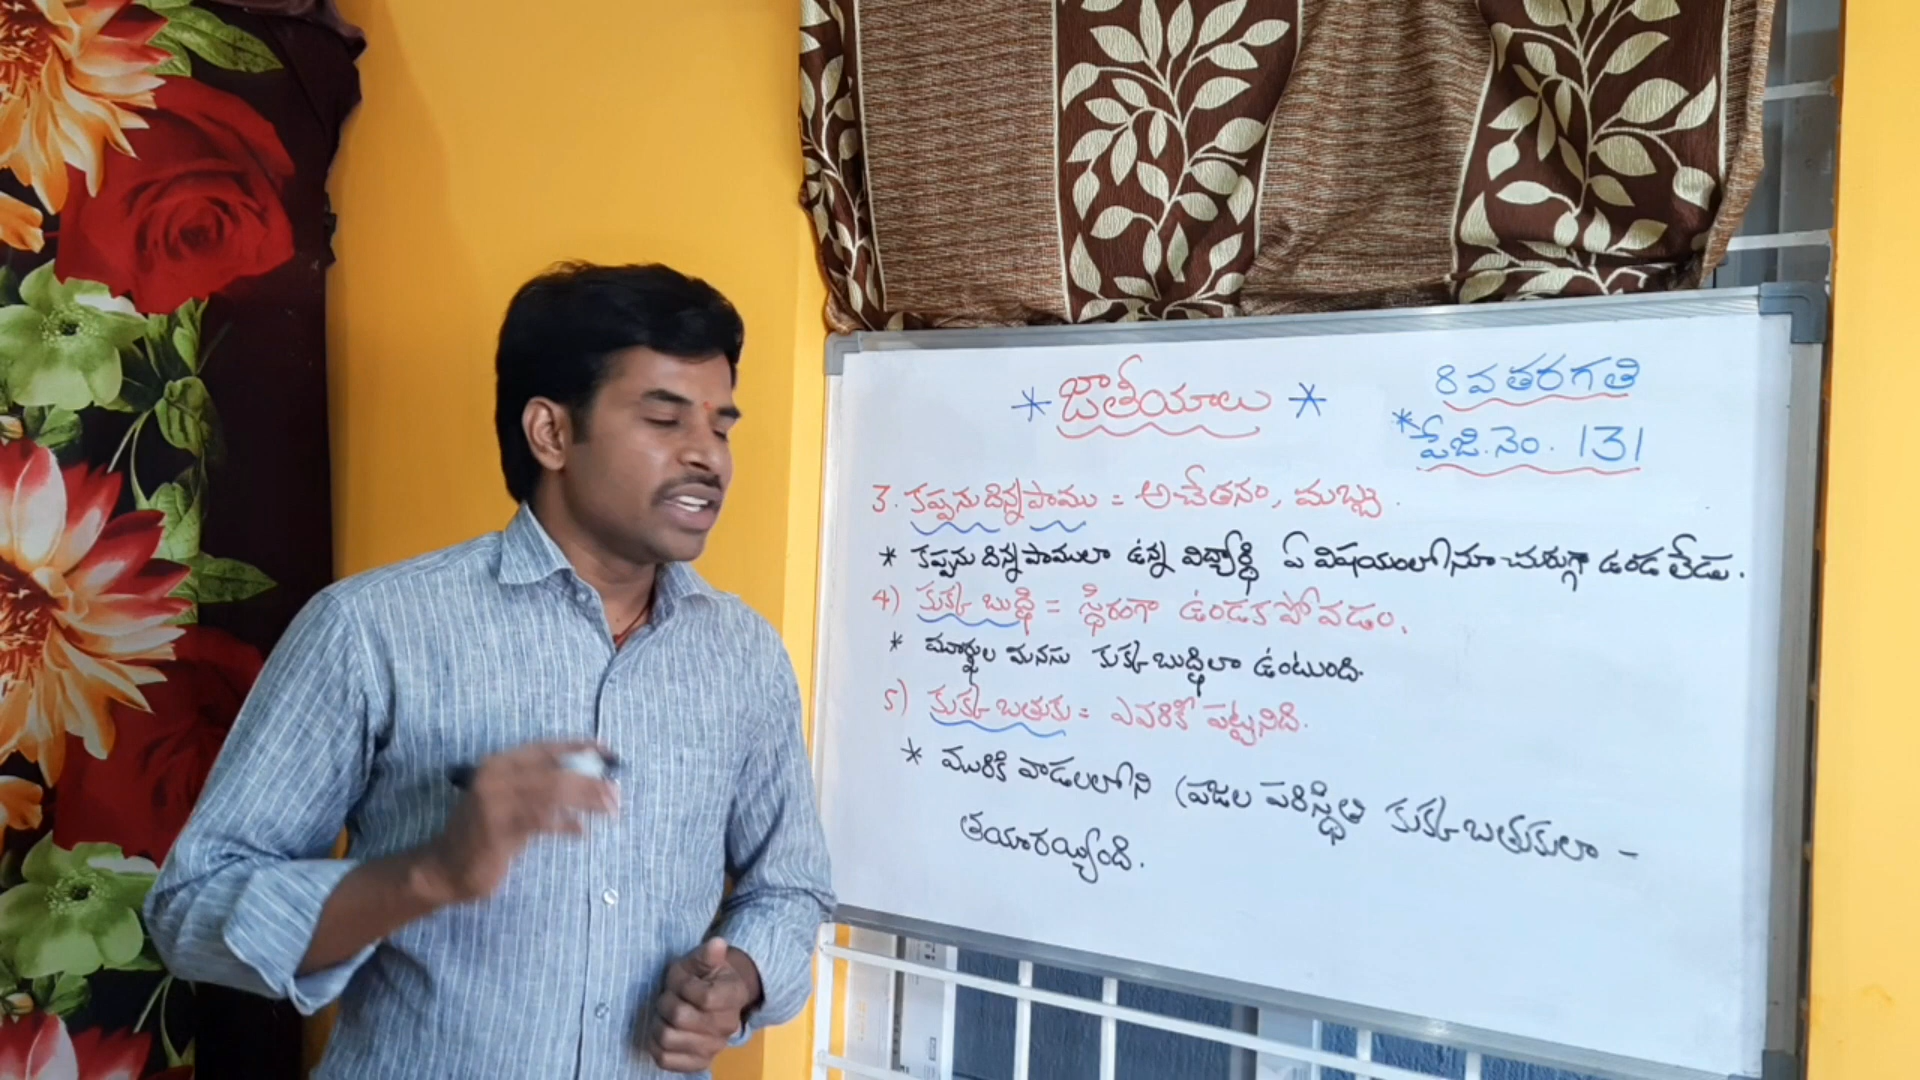 * జాతీయాలు *
8వ తరగతి
* పేజి.నెం. 131
3. కప్పను దిన్న పాము = అచేతనం, మబ్బు.
* కప్పను దిన్న పాములా ఉన్న విద్యార్థి ఏ విషయంలోనూ చురుగ్గా ఉండ లేడు.
4) కుక్క బుద్ధి = స్థిరంగా ఉండకపోవడం.
* మూర్ఖుల మనసు కుక్క బుద్ధిలా ఉంటుంది.
5) కుక్క బతుకు = ఎవరికీ పట్టనిది.
* మురికి వాడలలోని ప్రజల పరిస్థితి కుక్క బతుకులా -
తయారయ్యింది.